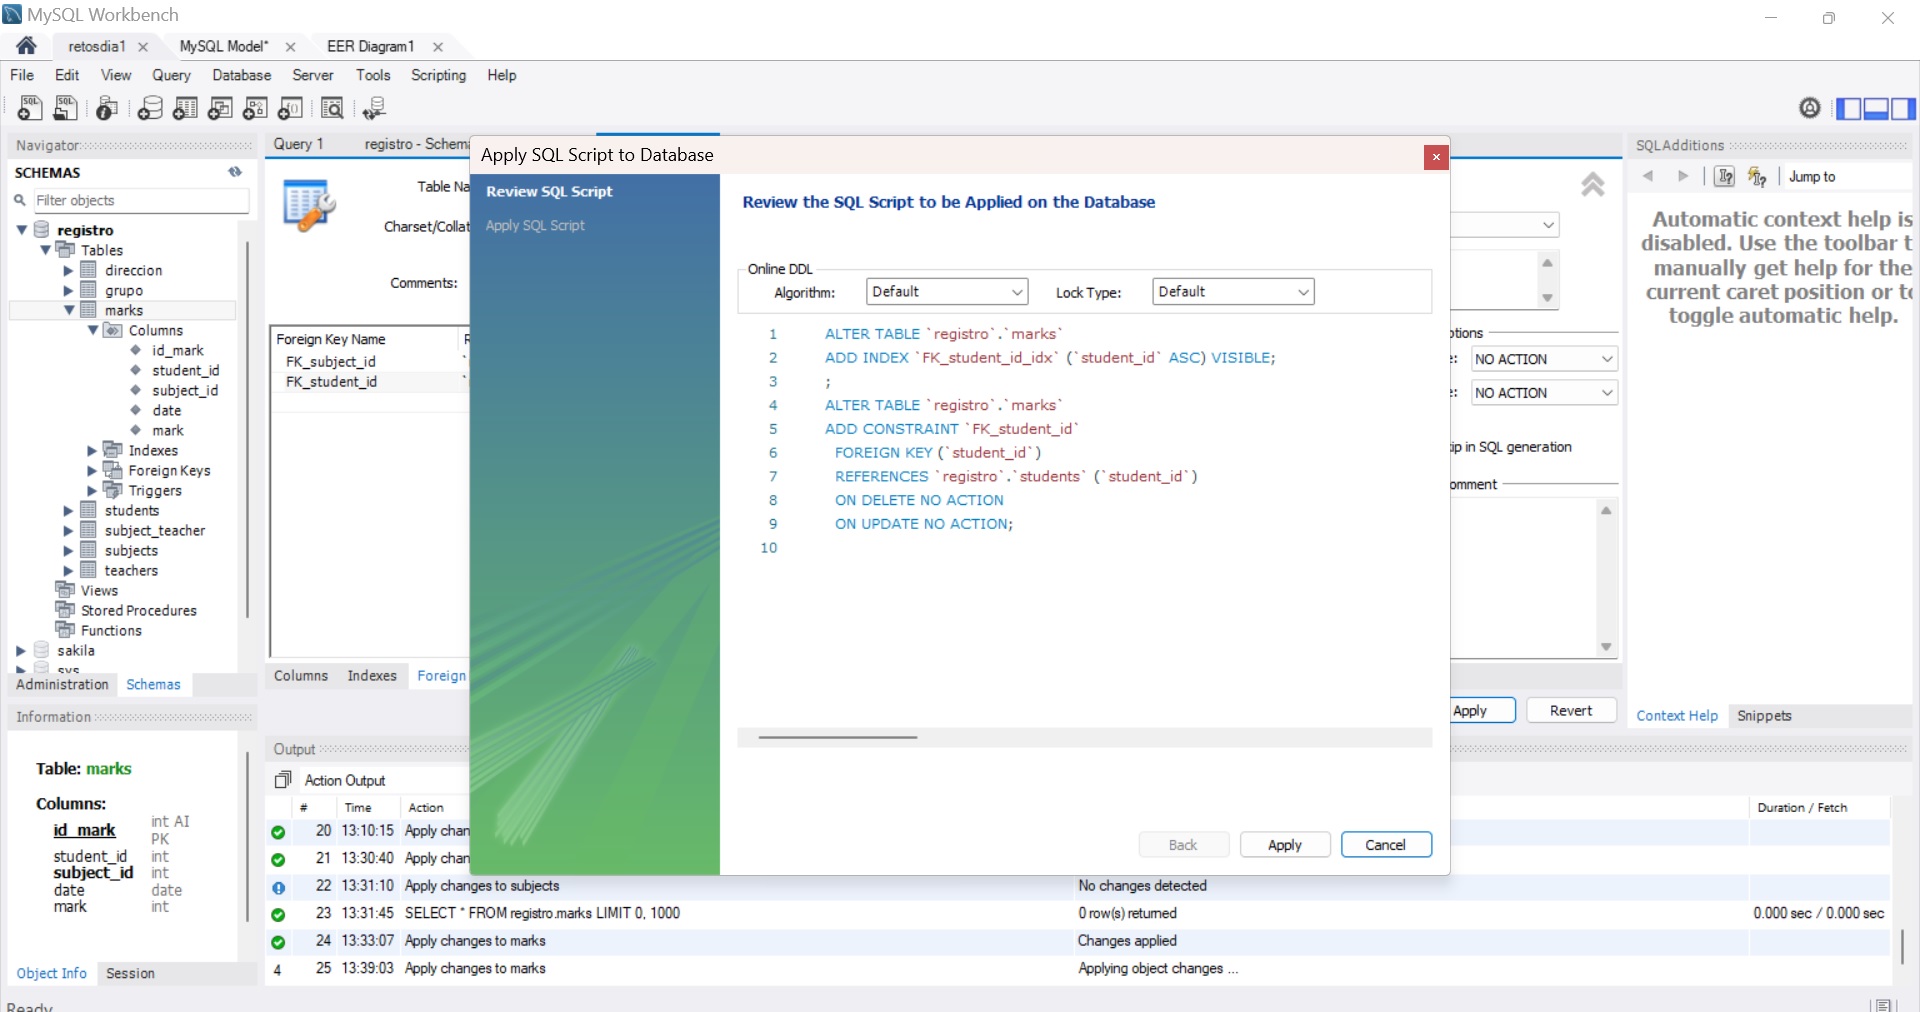 MySQL Workbench
retosdia1
MySQL Model*
EER Diagram1
File Edit View Query Database Server Tools Scripting Help
Navigator
SCHEMAS
Filter objects
registro
Tables
direccion
grupo
marks
Columns
id_mark
student_id
subject_id
date
mark
Indexes
Foreign Keys
Triggers
students
subject_teacher
subjects
teachers
Views
Stored Procedures
Functions
sakila
sys
Administration Schemas
Information
Table: marks
Columns:
id_mark int AI PK
student_id int
subject_id int
date date
mark int
Object Info Session
Ready
Query 1
registro - Schema
Table Na
Charset/Collat
Comments:
Foreign Key Name
FK_subject_id
FK_student_id
Columns Indexes Foreign
Apply SQL Script to Database
Review SQL Script
Apply SQL Script
Review the SQL Script to be Applied on the Database
Online DDL
Algorithm: Default
Lock Type: Default
1 ALTER TABLE `registro`.`marks`
2 ADD INDEX `FK_student_id_idx` (`student_id` ASC) VISIBLE;
3 ;
4 ALTER TABLE `registro`.`marks`
5 ADD CONSTRAINT `FK_student_id`
6 FOREIGN KEY (`student_id`)
7 REFERENCES `registro`.`students` (`student_id`)
8 ON DELETE NO ACTION
9 ON UPDATE NO ACTION;
10
Back Apply Cancel
NO ACTION
NO ACTION
ip in SQL generation
omment
Apply Revert
SQLAdditions
Jump to
Automatic context help is
disabled. Use the toolbar t
manually get help for the
current caret position or to
toggle automatic help.
Context Help Snippets
Output
Action Output
# Time Action Duration / Fetch
20 13:10:15 Apply chan
21 13:30:40 Apply chan
22 13:31:10 Apply changes to subjects No changes detected
23 13:31:45 SELECT * FROM registro.marks LIMIT 0, 1000 0 row(s) returned 0.000 sec / 0.000 sec
24 13:33:07 Apply changes to marks Changes applied
4 25 13:39:03 Apply changes to marks Applying object changes ...